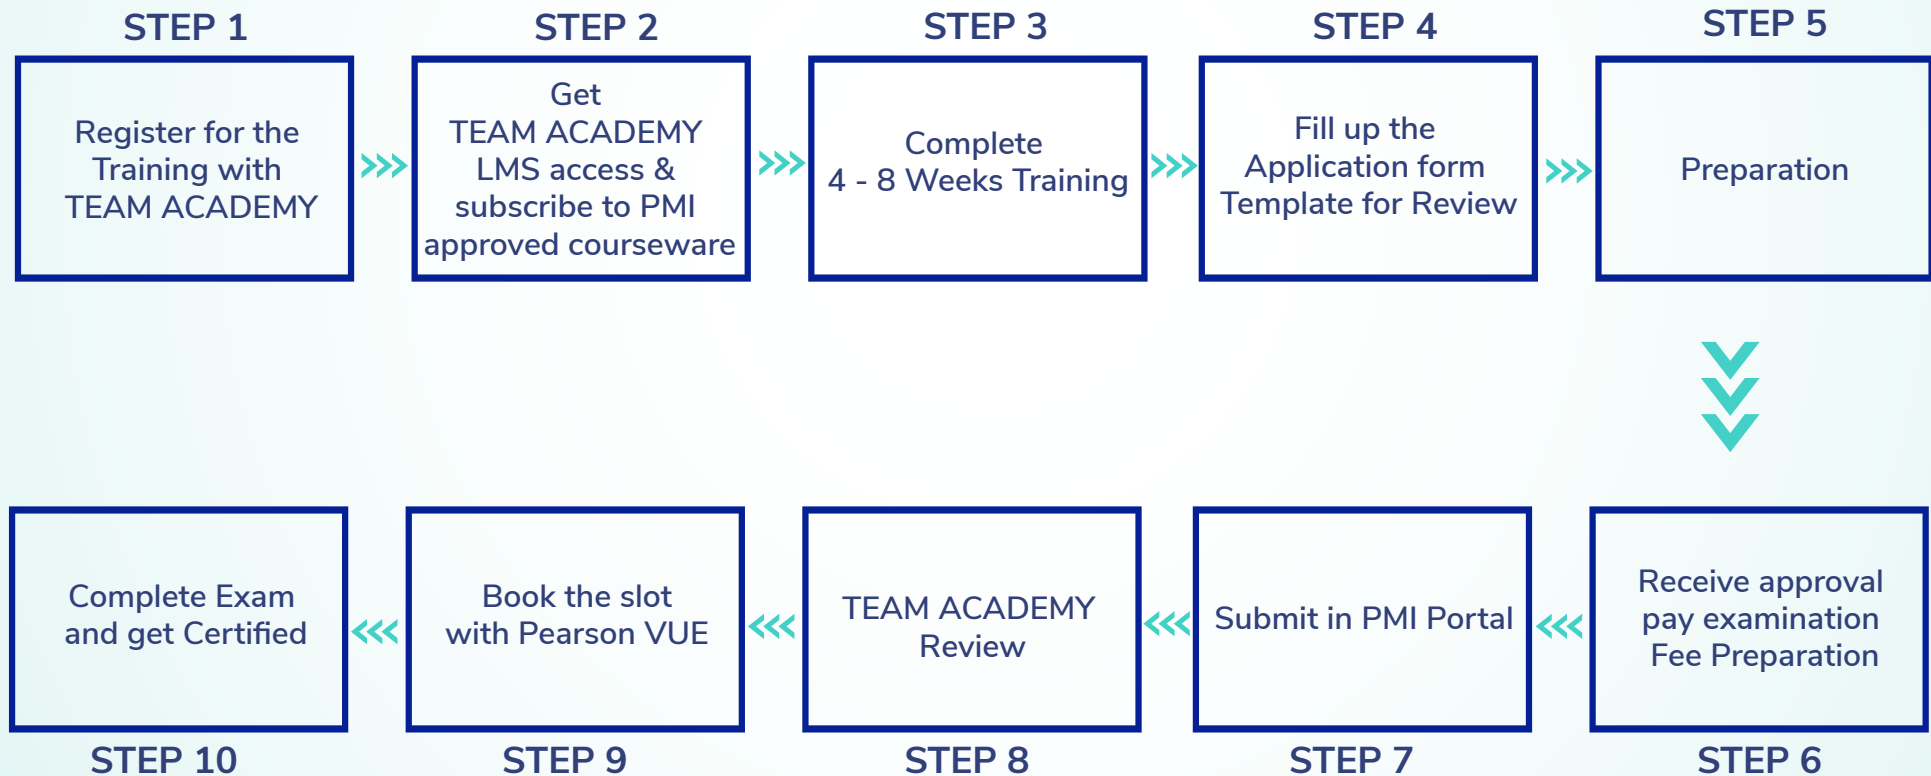 STEP 1
Register for the
Training with
TEAM ACADEMY
STEP 2
Get
TEAM ACADEMY
LMS access &
subscribe to PMI
approved courseware
STEP 3
Complete
4 - 8 Weeks Training
STEP 4
Fill up the
Application form
Template for Review
STEP 5
Preparation
Receive approval
pay examination
Fee Preparation
STEP 6
Submit in PMI Portal
STEP 7
TEAM ACADEMY
Review
STEP 8
Book the slot
with Pearson VUE
STEP 9
Complete Exam
and get Certified
STEP 10